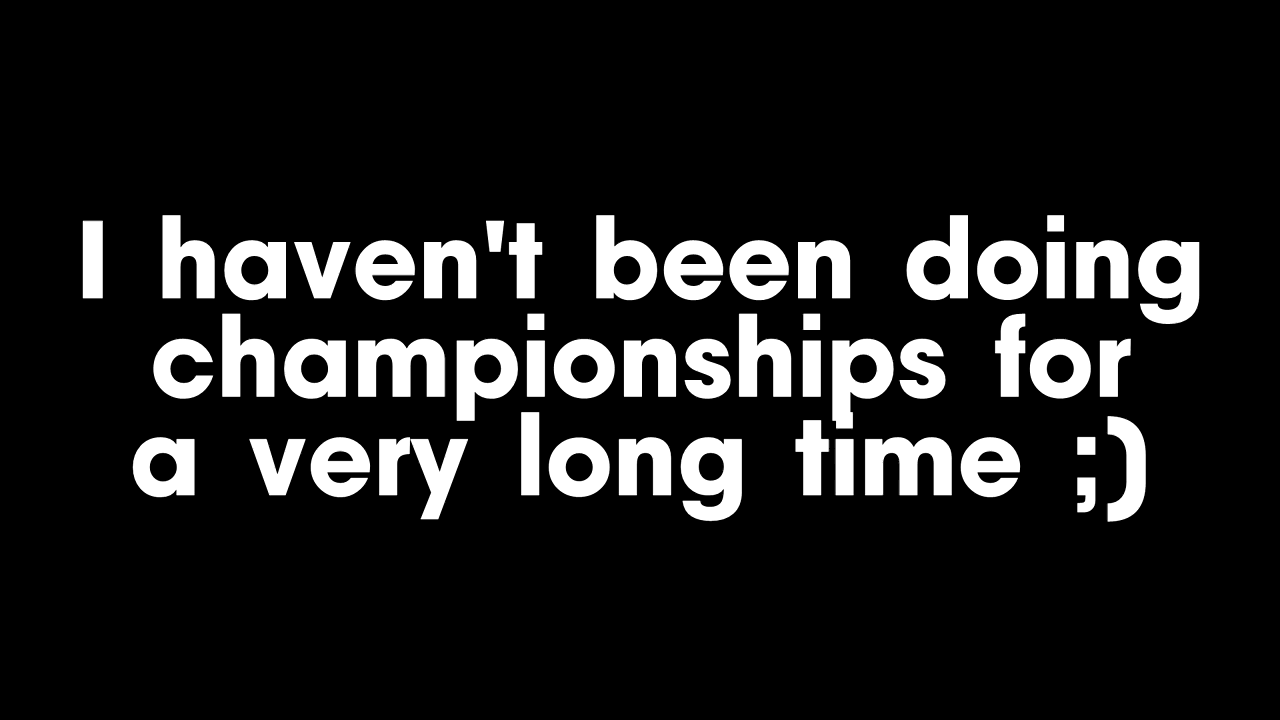 I haven't been doing
championships for
a very long time ;)